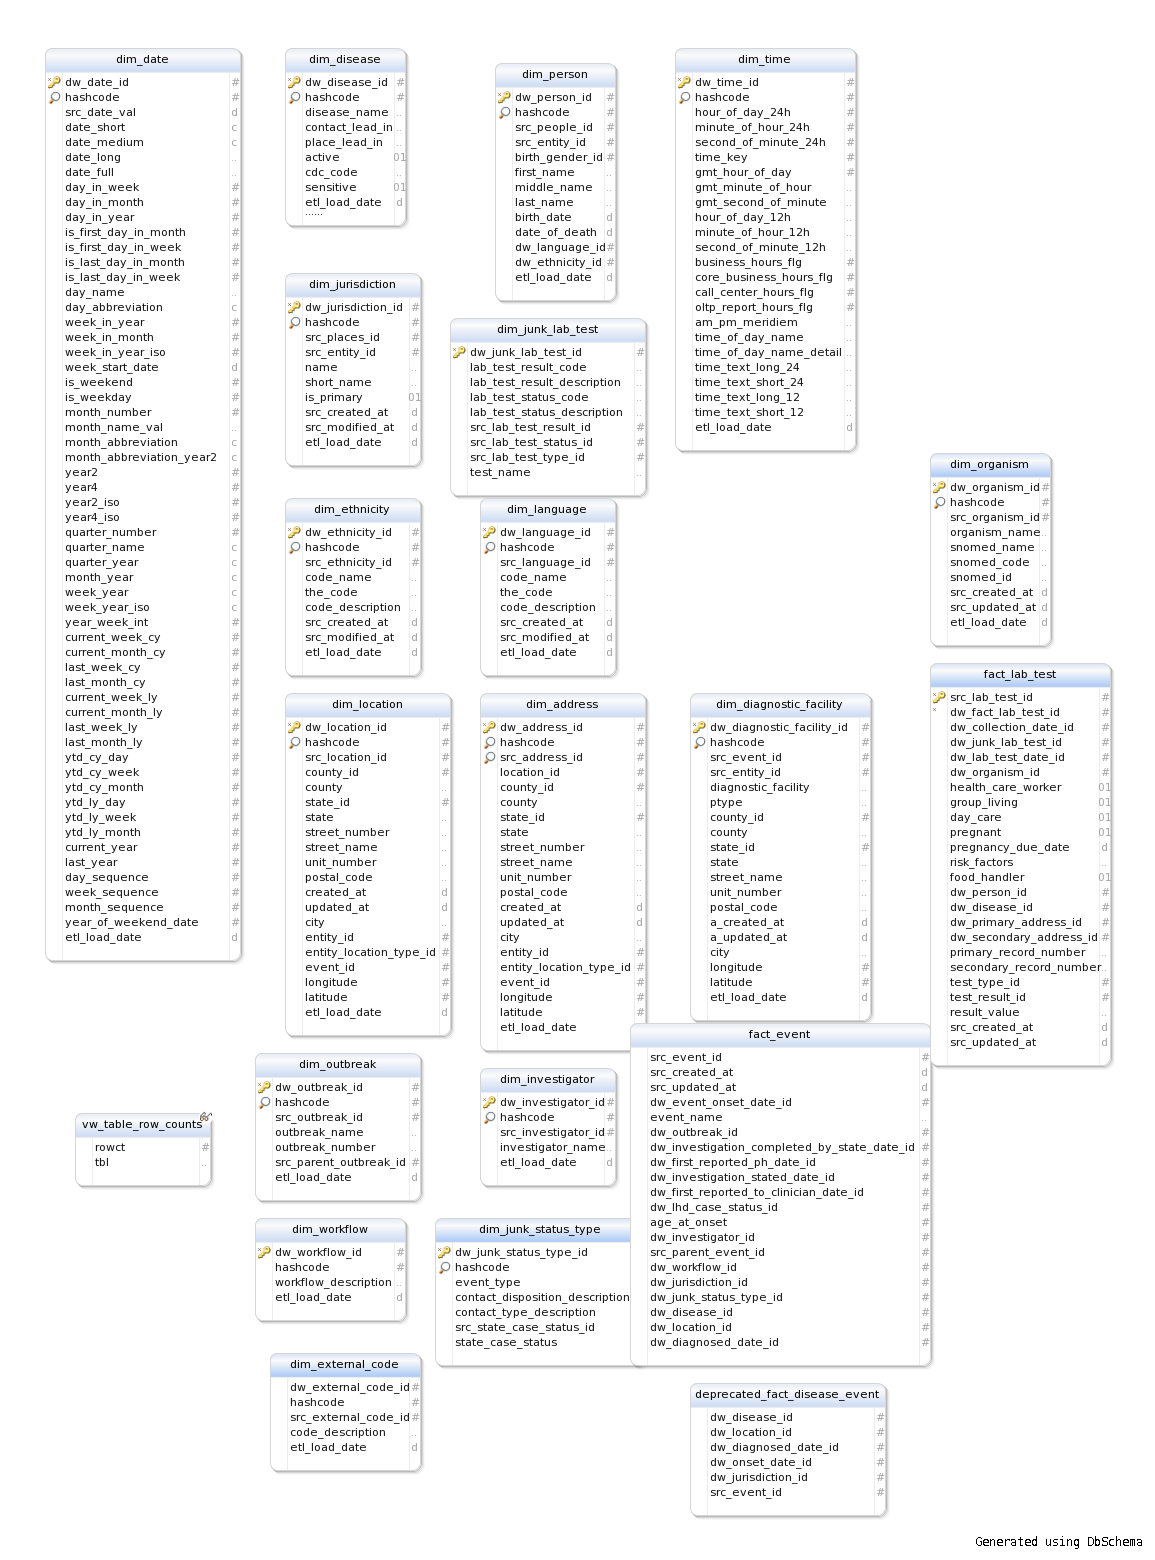 dim_date
dw_date_id #
hashcode #
src_date_val d
date_short c
date_medium c
date_long ..
date_full ..
day_in_week #
day_in_month #
day_in_year #
is_first_day_in_month #
is_first_day_in_week #
is_last_day_in_month #
is_last_day_in_week #
day_name ..
day_abbreviation c
week_in_year #
week_in_month #
week_in_year_iso #
week_start_date d
is_weekend #
is_weekday #
month_number #
month_name_val ..
month_abbreviation c
month_abbreviation_year2 c
year2 #
year4 #
year2_iso #
year4_iso #
quarter_number #
quarter_name c
quarter_year c
month_year c
week_year c
week_year_iso c
year_week_int #
current_week_cy #
current_month_cy #
last_week_cy #
last_month_cy #
current_week_ly #
current_month_ly #
last_week_ly #
last_month_ly #
ytd_cy_day #
ytd_cy_week #
ytd_cy_month #
ytd_ly_day #
ytd_ly_week #
ytd_ly_month #
current_year #
last_year #
day_sequence #
week_sequence #
month_sequence #
year_of_weekend_date #
etl_load_date d
dim_disease
dw_disease_id #
hashcode #
disease_name ..
contact_lead_in ..
place_lead_in ..
active 01
cdc_code ..
sensitive 01
etl_load_date d
......
dim_person
dw_person_id #
hashcode #
src_people_id #
src_entity_id #
birth_gender_id #
first_name ..
middle_name ..
last_name ..
birth_date d
date_of_death d
dw_language_id #
dw_ethnicity_id #
etl_load_date d
dim_time
dw_time_id #
hashcode #
hour_of_day_24h #
minute_of_hour_24h #
second_of_minute_24h #
time_key #
gmt_hour_of_day #
gmt_minute_of_hour ..
gmt_second_of_minute ..
hour_of_day_12h ..
minute_of_hour_12h ..
second_of_minute_12h ..
business_hours_flg #
core_business_hours_flg #
call_center_hours_flg #
oltp_report_hours_flg #
am_pm_meridiem ..
time_of_day_name ..
time_of_day_name_detail ..
time_text_long_24 ..
time_text_short_24 ..
time_text_long_12 ..
time_text_short_12 ..
etl_load_date d
dim_jurisdiction
dw_jurisdiction_id #
hashcode #
src_places_id #
src_entity_id #
name ..
short_name ..
is_primary 01
src_created_at d
src_modified_at d
etl_load_date d
dim_junk_lab_test
dw_junk_lab_test_id #
lab_test_result_code ..
lab_test_result_description ..
lab_test_status_code ..
lab_test_status_description ..
src_lab_test_result_id #
src_lab_test_status_id #
src_lab_test_type_id #
test_name ..
dim_organism
dw_organism_id #
hashcode #
src_organism_id #
organism_name ..
snomed_name ..
snomed_code ..
snomed_id ..
src_created_at d
src_updated_at d
etl_load_date d
dim_ethnicity
dw_ethnicity_id #
hashcode #
src_ethnicity_id #
code_name ..
the_code ..
code_description ..
src_created_at d
src_modified_at d
etl_load_date d
dim_language
dw_language_id #
hashcode #
src_language_id #
code_name ..
the_code ..
code_description ..
src_created_at d
src_modified_at d
etl_load_date d
fact_lab_test
src_lab_test_id #
dw_fact_lab_test_id #
dw_collection_date_id #
dw_junk_lab_test_id #
dw_lab_test_date_id #
dw_organism_id #
health_care_worker 01
group_living 01
day_care 01
pregnant 01
pregnancy_due_date d
risk_factors ..
food_handler 01
dw_person_id #
dw_disease_id #
dw_primary_address_id #
dw_secondary_address_id #
primary_record_number ..
secondary_record_number ..
test_type_id #
test_result_id #
result_value ..
src_created_at d
src_updated_at d
dim_location
dw_location_id #
hashcode #
src_location_id #
county_id #
county ..
state_id #
state ..
street_number ..
street_name ..
unit_number ..
postal_code ..
created_at d
updated_at d
city ..
entity_id #
entity_location_type_id #
event_id #
longitude #
latitude #
etl_load_date d
dim_address
dw_address_id #
hashcode #
src_address_id #
location_id #
county_id #
county ..
state_id #
state ..
street_number ..
street_name ..
unit_number ..
postal_code ..
created_at d
updated_at d
city ..
entity_id #
entity_location_type_id #
event_id #
longitude #
latitude #
etl_load_date
dim_diagnostic_facility
dw_diagnostic_facility_id #
hashcode #
src_event_id #
src_entity_id #
diagnostic_facility ..
ptype ..
county_id #
county ..
state_id #
state ..
street_name ..
unit_number ..
postal_code ..
a_created_at d
a_updated_at d
city ..
longitude #
latitude #
etl_load_date d
fact_event
src_event_id #
src_created_at d
src_updated_at d
dw_event_onset_date_id #
event_name ..
dw_outbreak_id #
dw_investigation_completed_by_state_date_id #
dw_first_reported_ph_date_id #
dw_investigation_stated_date_id #
dw_first_reported_to_clinician_date_id #
dw_lhd_case_status_id #
age_at_onset #
dw_investigator_id #
src_parent_event_id #
dw_workflow_id #
dw_jurisdiction_id #
dw_junk_status_type_id #
dw_disease_id #
dw_location_id #
dw_diagnosed_date_id #
dim_outbreak
dw_outbreak_id #
hashcode #
src_outbreak_id #
outbreak_name ..
outbreak_number ..
src_parent_outbreak_id #
etl_load_date d
dim_investigator
dw_investigator_id #
hashcode #
src_investigator_id #
investigator_name ..
etl_load_date d
vw_table_row_counts
rowct #
tbl ..
dim_workflow
dw_workflow_id #
hashcode #
workflow_description ..
etl_load_date d
dim_junk_status_type
dw_junk_status_type_id
hashcode
event_type
contact_disposition_description
contact_type_description
src_state_case_status_id
state_case_status
dim_external_code
dw_external_code_id #
hashcode #
src_external_code_id #
code_description ..
etl_load_date d
deprecated_fact_disease_event
dw_disease_id #
dw_location_id #
dw_diagnosed_date_id #
dw_onset_date_id #
dw_jurisdiction_id #
src_event_id #
Generated using DbSchema